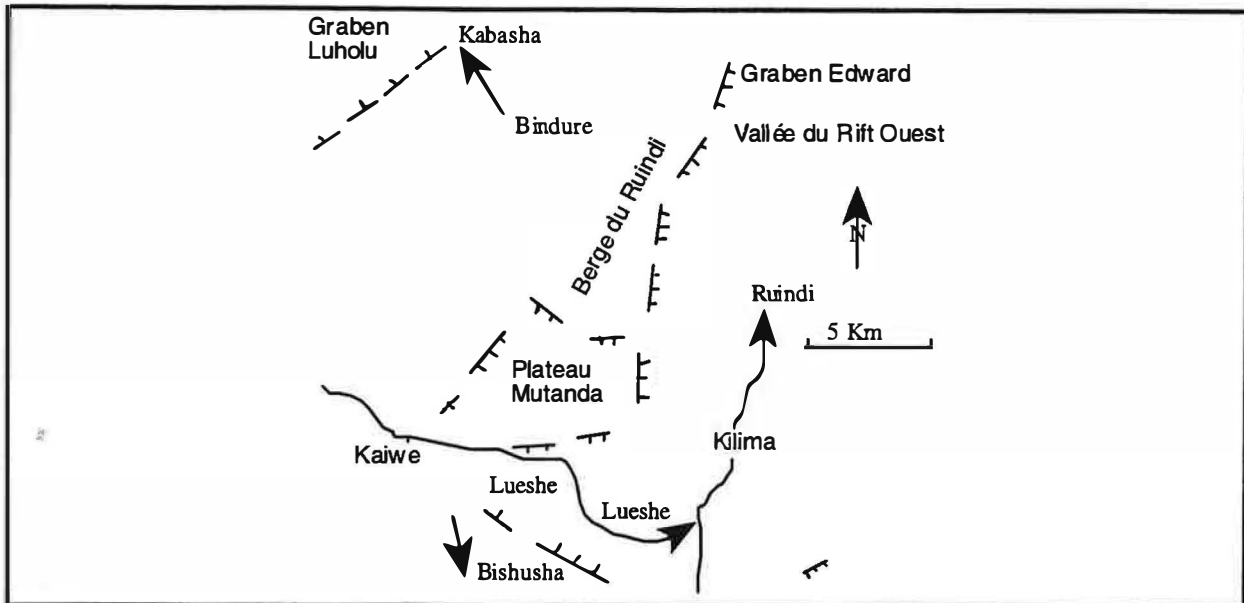 Graben
Luholu
Kabasha
Graben Edward
Bindure
Vallée du Rift Ouest
Berge du Ruindi
N
Ruindi
5 Km
Plateau
Mutanda
Kaiwe
Kilima
Lueshe
Lueshe
Bishusha